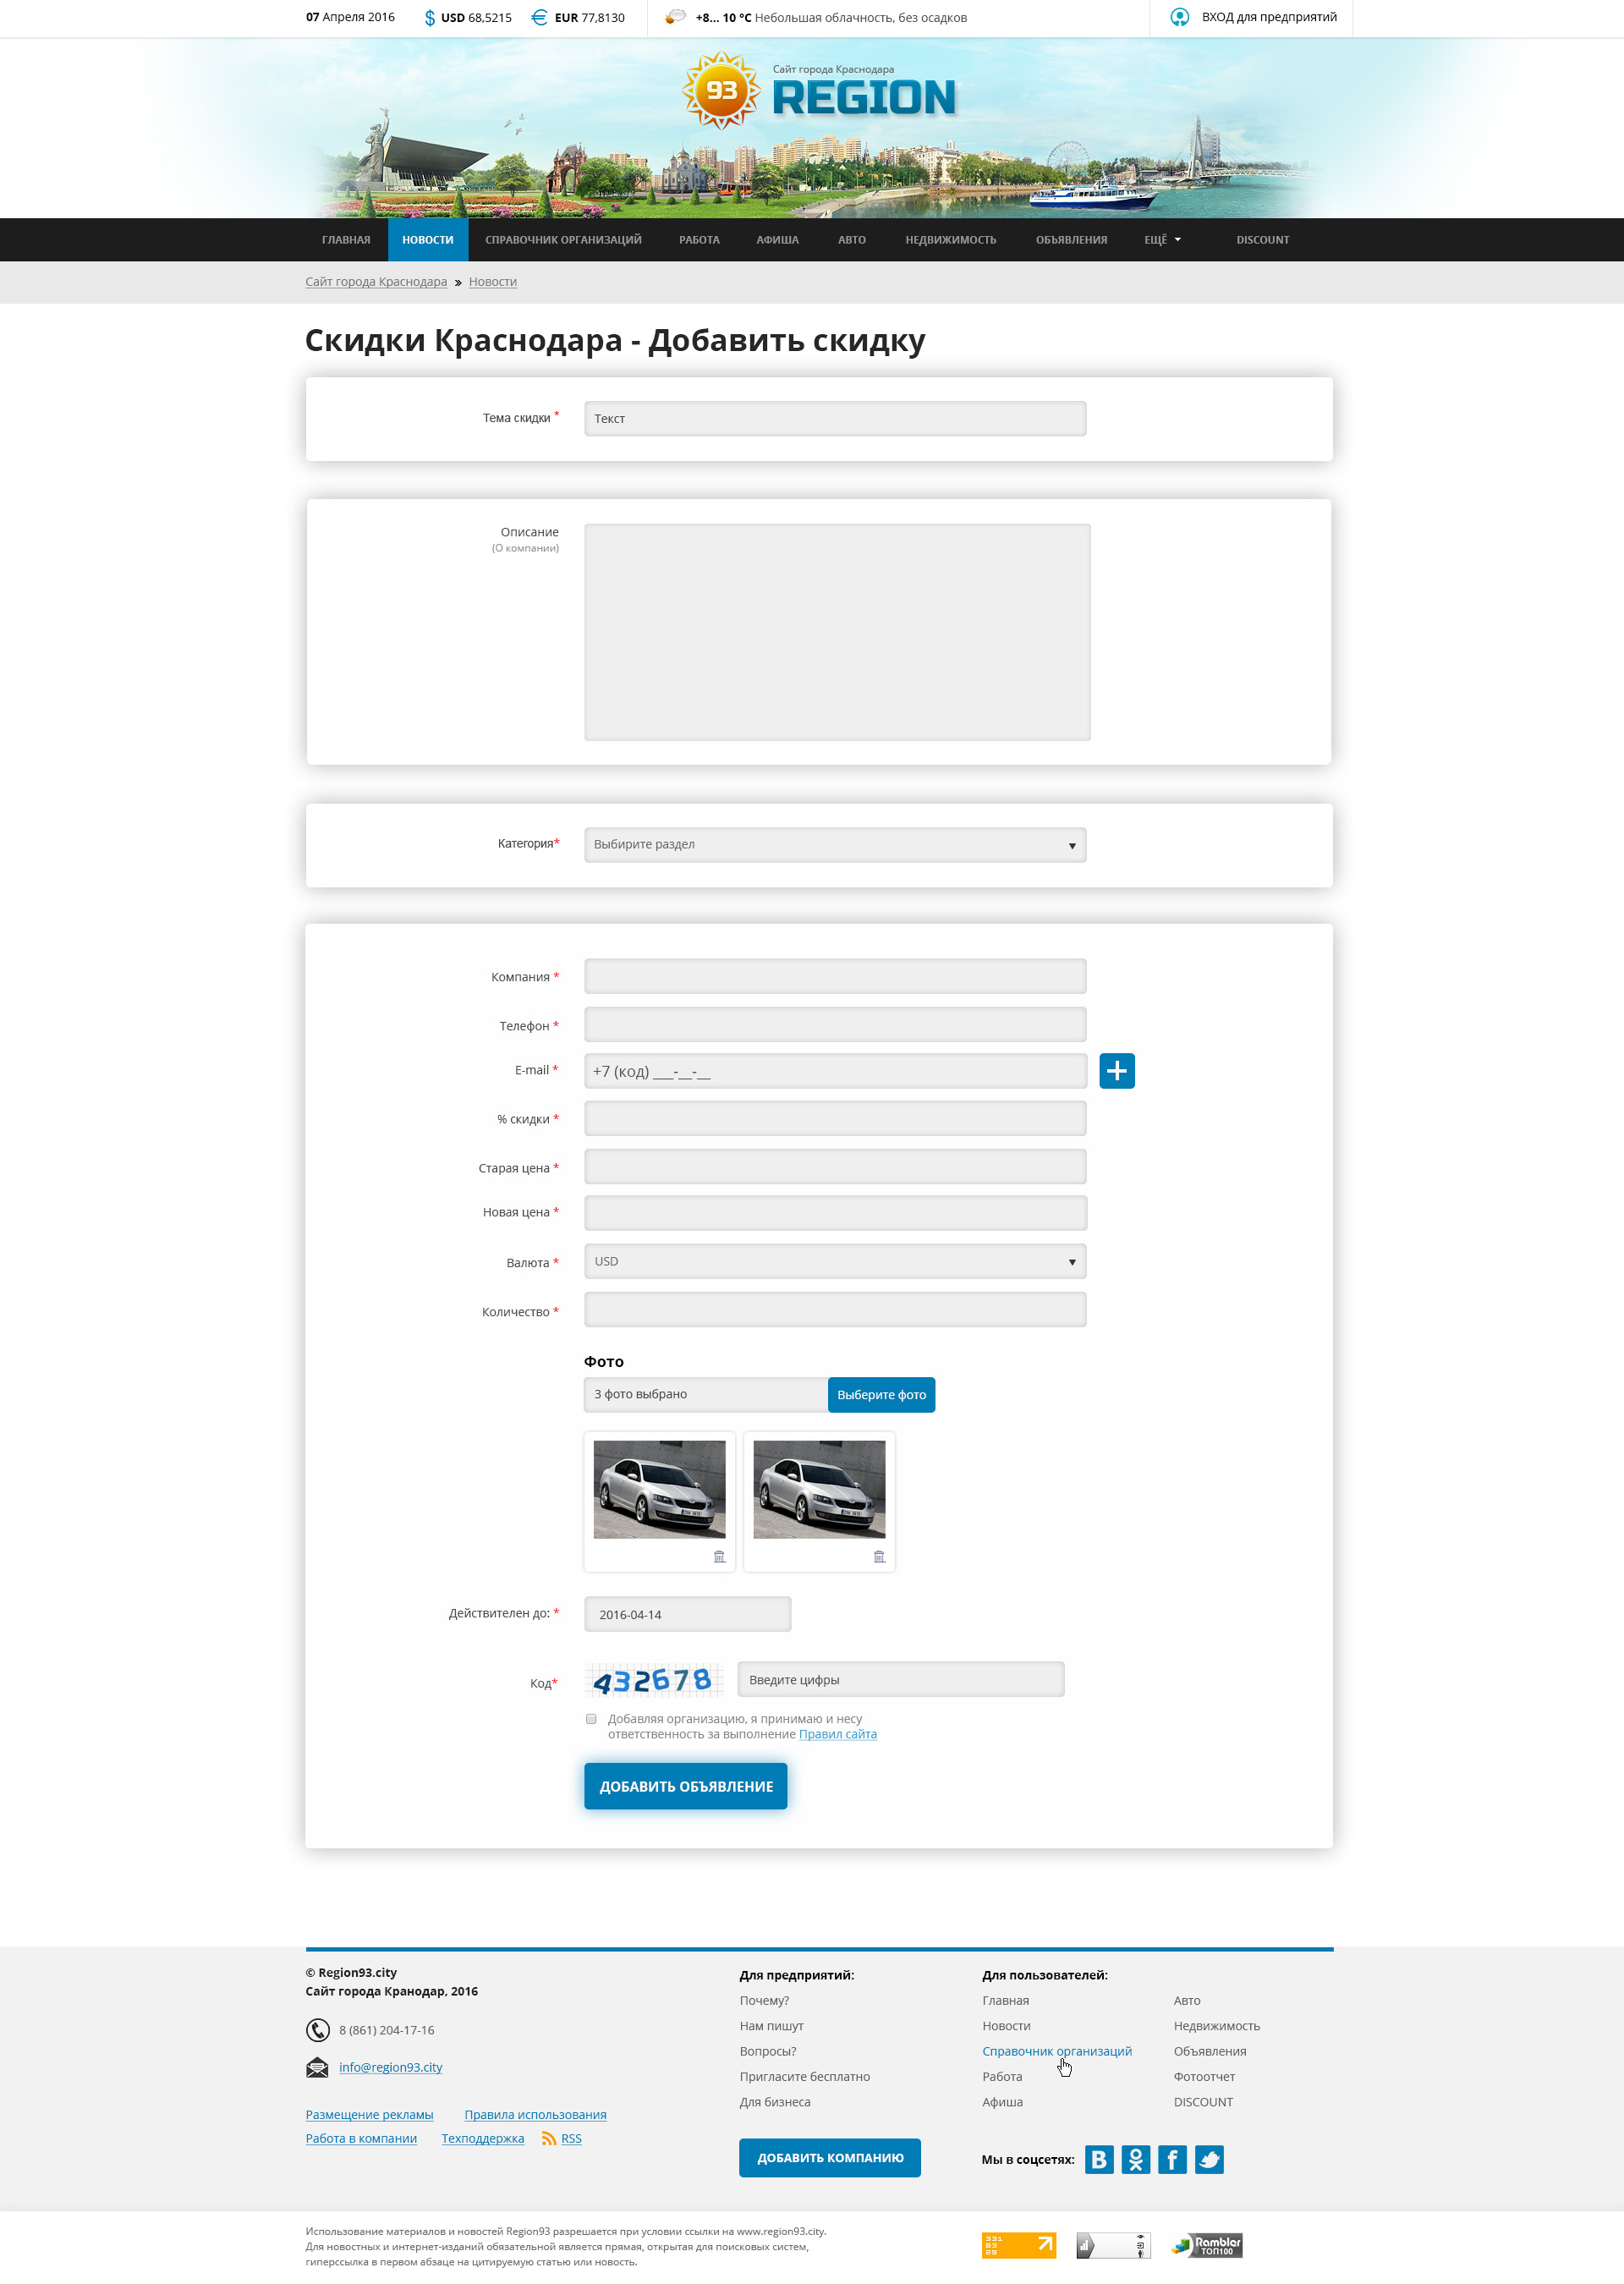 07 Апреля 2016
USD 68,5215
EUR 77,8130
+8... 10 °C Небольшая облачность, без осадков
ВХОД для предприятий
93
Сайт города Краснодара
REGION
ГЛАВНАЯ
НОВОСТИ
СПРАВОЧНИК ОРГАНИЗАЦИЙ
РАБОТА
АФИША
АВТО
НЕДВИЖИМОСТЬ
ОБЪЯВЛЕНИЯ
ЕЩЁ
DISCOUNT
Сайт города Краснодара » Новости
Скидки Краснодара - Добавить скидку
Тема скидки *
Текст
Описание
(О компании)
Категория*
Выбирите раздел
Компания *
Телефон *
E-mail *
+7 (код) ___-__-__
% скидки *
Старая цена *
Новая цена *
Валюта *
USD
Количество *
Фото
3 фото выбрано
Выберите фото
Действителен до: *
2016-04-14
Код*
432678
Введите цифры
Добавляя организацию, я принимаю и несу
ответственность за выполнение Правил сайта
ДОБАВИТЬ ОБЪЯВЛЕНИЕ
© Region93.city
Сайт города Кранодар, 2016
8 (861) 204-17-16
info@region93.city
Размещение рекламы
Правила использования
Работа в компании
Техподдержка
RSS
Для предприятий:
Почему?
Нам пишут
Вопросы?
Пригласите бесплатно
Для бизнеса
ДОБАВИТЬ КОМПАНИЮ
Для пользователей:
Главная
Новости
Справочник организаций
Работа
Афиша
Авто
Недвижимость
Объявления
Фотоотчет
DISCOUNT
Мы в соцсетях:
Использование материалов и новостей Region93 разрешается при условии ссылки на www.region93.city.
Для новостных и интернет-изданий обязательной является прямая, открытая для поисковых систем,
гиперссылка в первом абзаце на цитируемую статью или новость.
331
83
29
Rambler
ТОП100